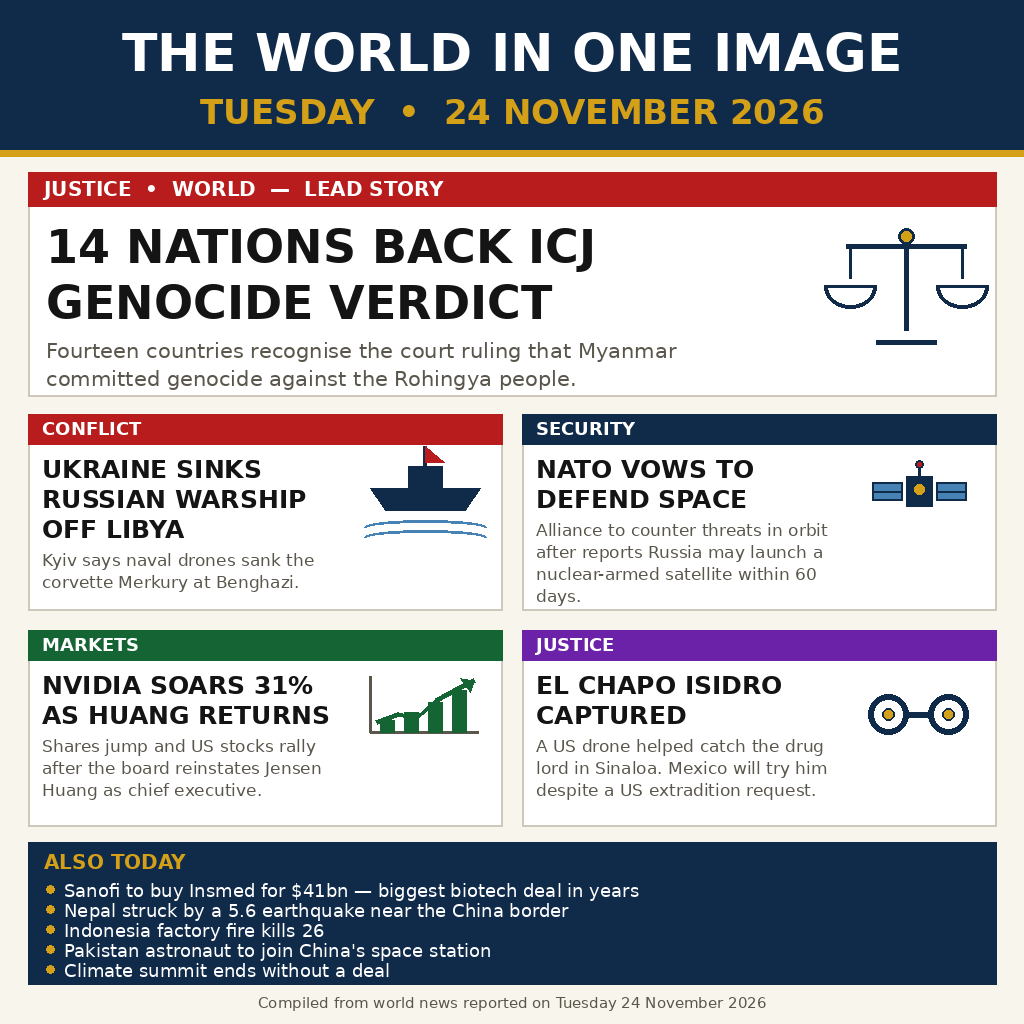 THE WORLD IN ONE IMAGE
TUESDAY • 24 NOVEMBER 2026
JUSTICE • WORLD — LEAD STORY
14 NATIONS BACK ICJ
GENOCIDE VERDICT
Fourteen countries recognise the court ruling that Myanmar
committed genocide against the Rohingya people.
CONFLICT
UKRAINE SINKS
RUSSIAN WARSHIP
OFF LIBYA
Kyiv says naval drones sank the
corvette Merkury at Benghazi.
SECURITY
NATO VOWS TO
DEFEND SPACE
Alliance to counter threats in orbit
after reports Russia may launch a
nuclear-armed satellite within 60
days.
MARKETS
NVIDIA SOARS 31%
AS HUANG RETURNS
Shares jump and US stocks rally
after the board reinstates Jensen
Huang as chief executive.
JUSTICE
EL CHAPO ISIDRO
CAPTURED
A US drone helped catch the drug
lord in Sinaloa. Mexico will try him
despite a US extradition request.
ALSO TODAY
• Sanofi to buy Insmed for $41bn — biggest biotech deal in years
• Nepal struck by a 5.6 earthquake near the China border
• Indonesia factory fire kills 26
• Pakistan astronaut to join China's space station
• Climate summit ends without a deal
Compiled from world news reported on Tuesday 24 November 2026